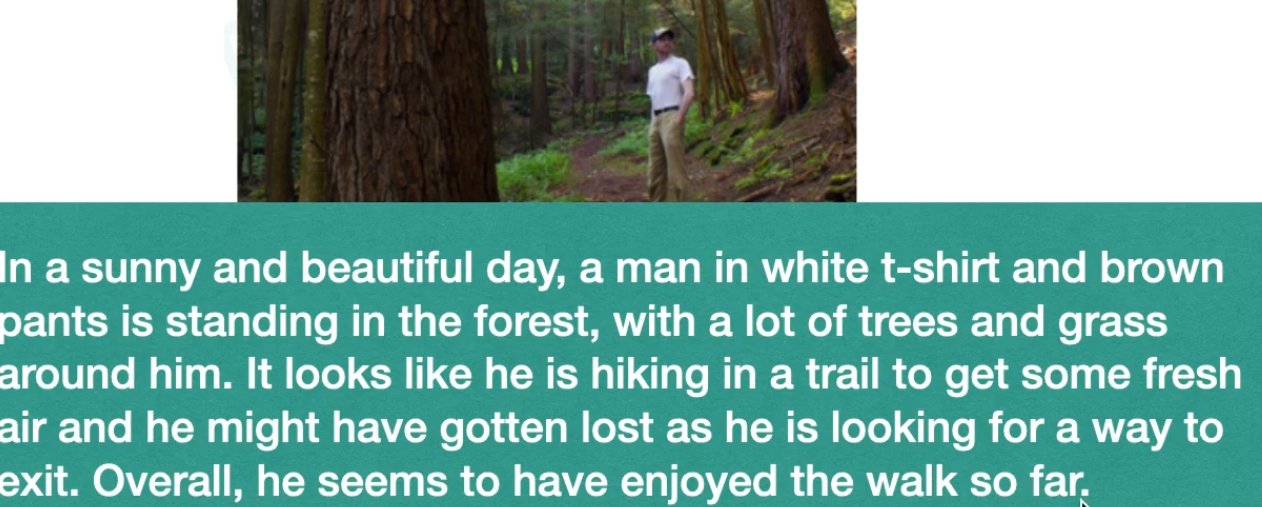 In a sunny and beautiful day, a man in white t-shirt and brown
pants is standing in the forest, with a lot of trees and grass
around him. It looks like he is hiking in a trail to get some fresh
air and he might have gotten lost as he is looking for a way to
exit. Overall, he seems to have enjoyed the walk so far.